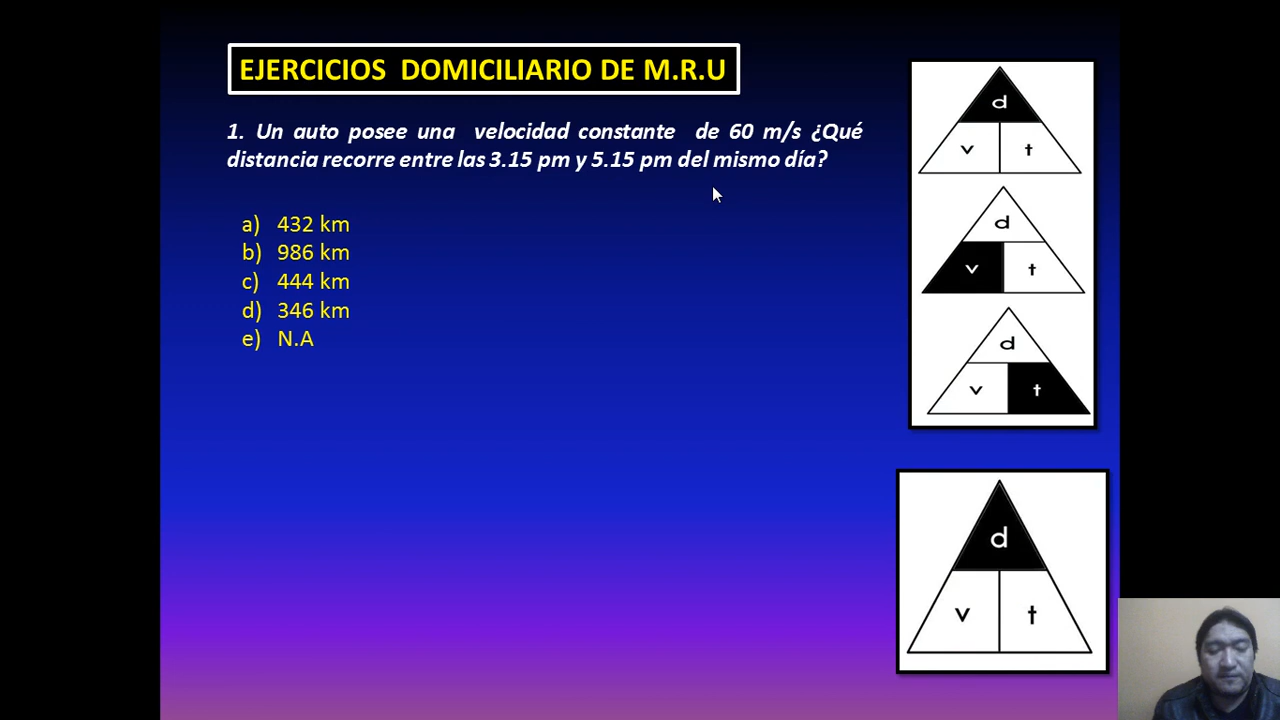 EJERCICIOS DOMICILIARIO DE M.R.U
1. Un auto posee una velocidad constante de 60 m/s ¿Qué
distancia recorre entre las 3.15 pm y 5.15 pm del mismo día?
a) 432 km
b) 986 km
c) 444 km
d) 346 km
e) N.A
d
v t
d
v t
d
v t
d
v t